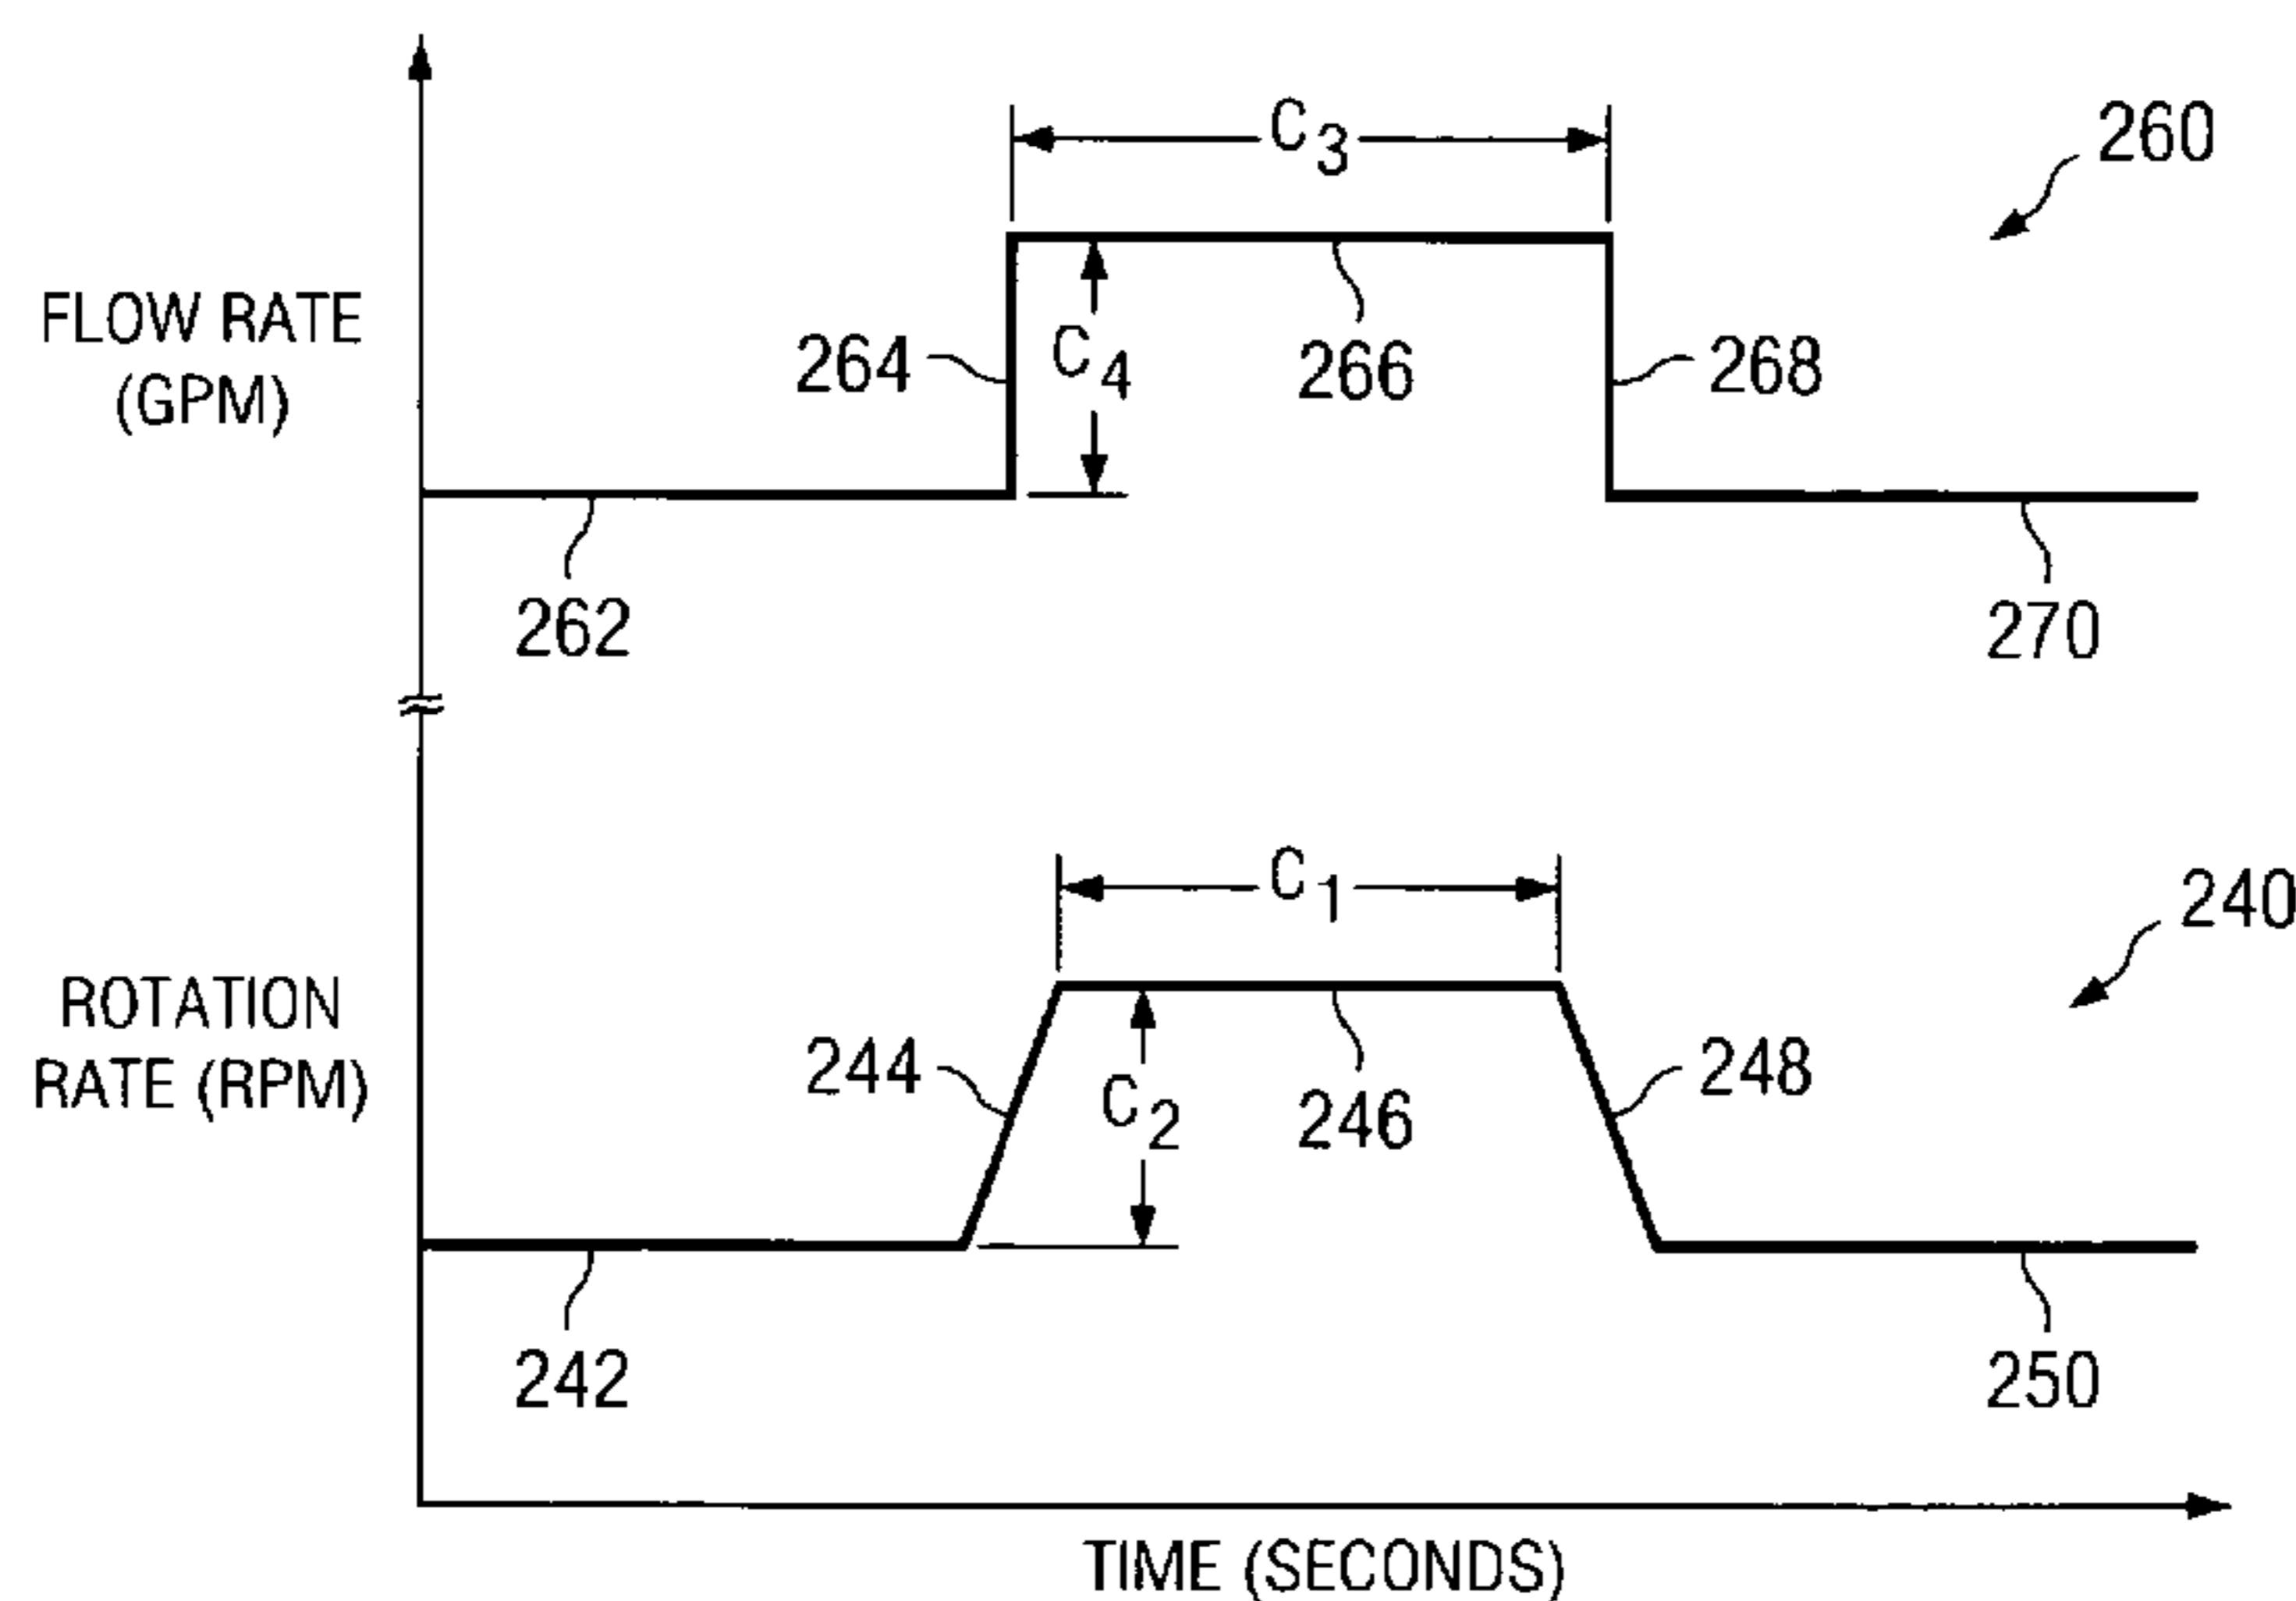 C3
260
FLOW RATE
(GPM)
264
C4
266
268
262
270
C1
240
ROTATION
RATE (RPM)
244
C2
246
248
242
250
TIME (SECONDS)